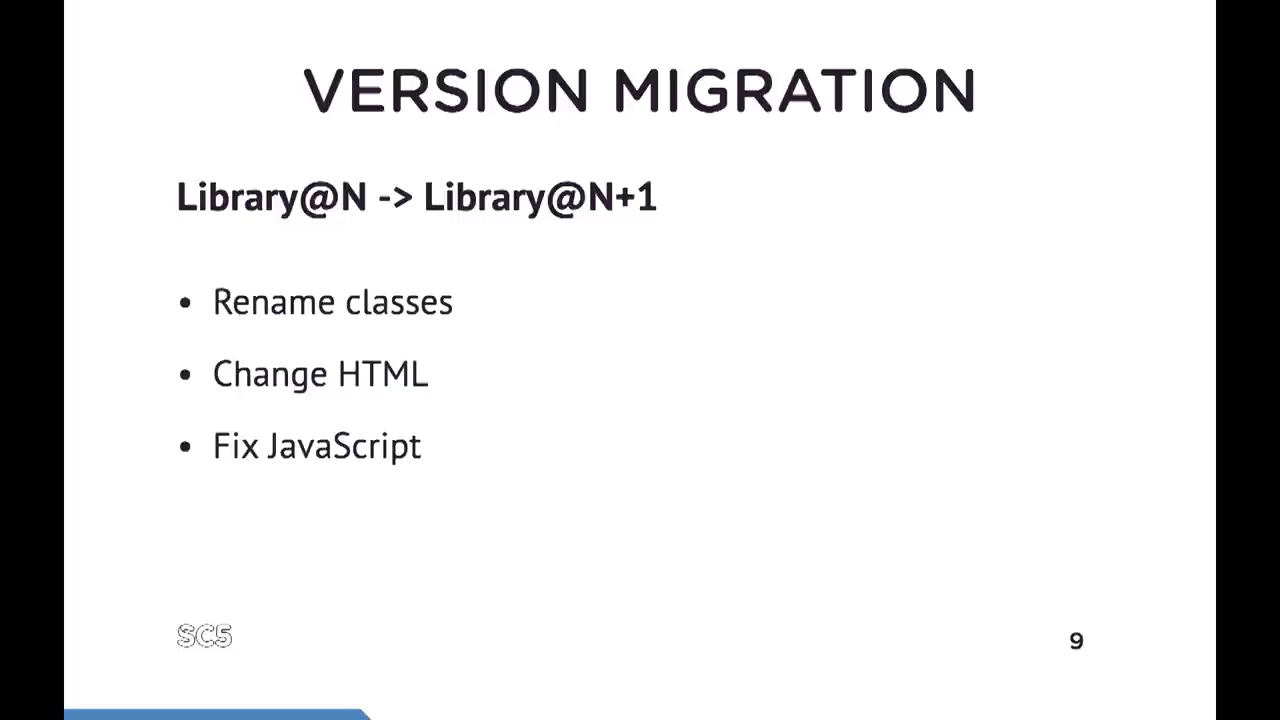 VERSION MIGRATION
Library@N -> Library@N+1
• Rename classes
• Change HTML
• Fix JavaScript
SC5
9